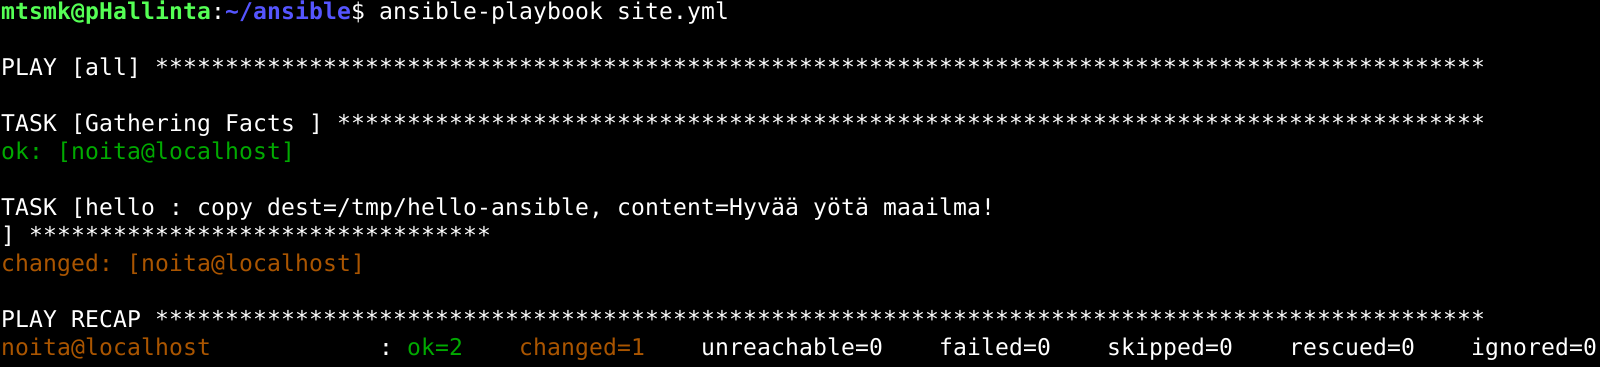 mtsmk@pHallinta:~/ansible$ ansible-playbook site.yml
PLAY [all] ***********************************************************************************************
TASK [Gathering Facts ] **********************************************************************************
ok: [noita@localhost]
TASK [hello : copy dest=/tmp/hello-ansible, content=Hyvää yötä maailma!
] *********************************
changed: [noita@localhost]
PLAY RECAP ***********************************************************************************************
noita@localhost            : ok=2    changed=1    unreachable=0    failed=0    skipped=0    rescued=0    ignored=0